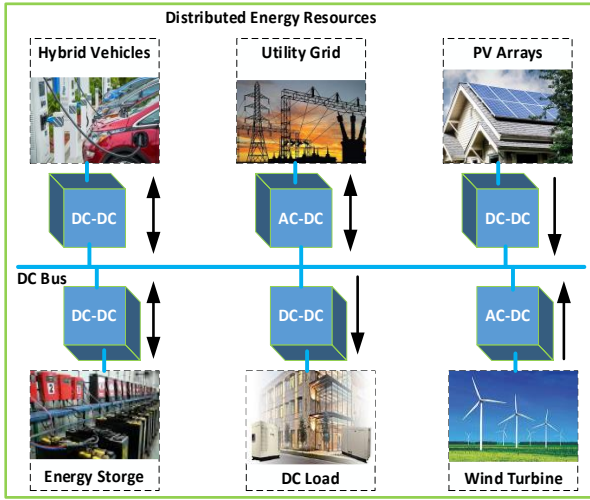 Distributed Energy Resources
Hybrid Vehicles
Utility Grid
PV Arrays
DC-DC
AC-DC
DC-DC
DC Bus
DC-DC
DC-DC
AC-DC
Energy Storge
DC Load
Wind Turbine